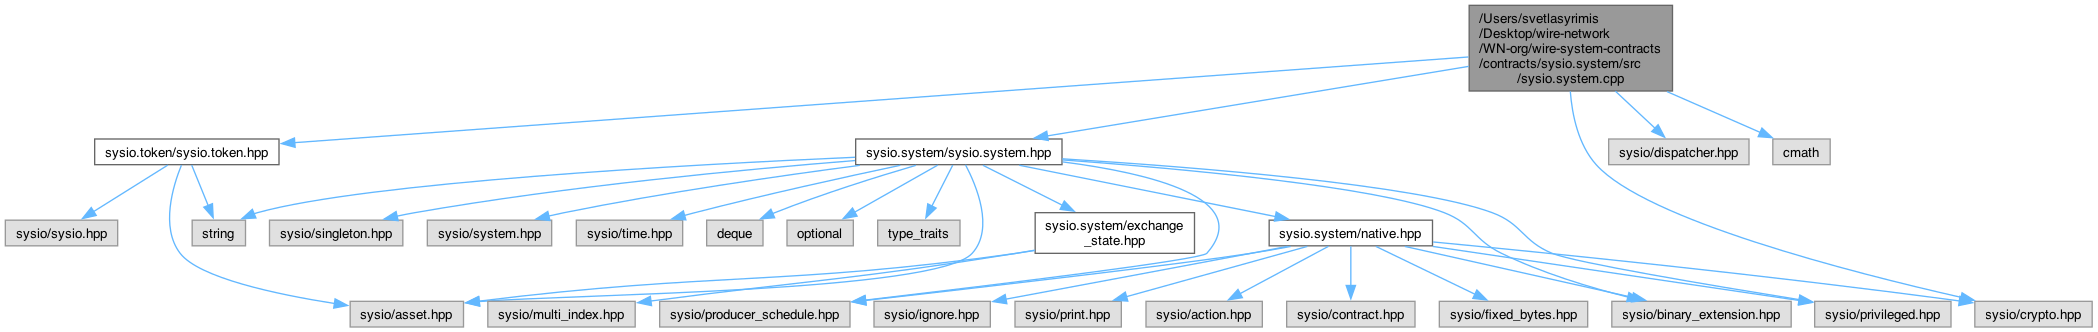 /Users/svetlasyrimis
/Desktop/wire-network
/WN-org/wire-system-contracts
/contracts/sysio.system/src
/sysio.system.cpp
sysio.token/sysio.token.hpp
sysio.system/sysio.system.hpp
sysio/dispatcher.hpp
cmath
sysio/sysio.hpp
string
sysio/singleton.hpp
sysio/system.hpp
sysio/time.hpp
deque
optional
type_traits
sysio.system/exchange
_state.hpp
sysio.system/native.hpp
sysio/asset.hpp
sysio/multi_index.hpp
sysio/producer_schedule.hpp
sysio/ignore.hpp
sysio/print.hpp
sysio/action.hpp
sysio/contract.hpp
sysio/fixed_bytes.hpp
sysio/binary_extension.hpp
sysio/privileged.hpp
sysio/crypto.hpp